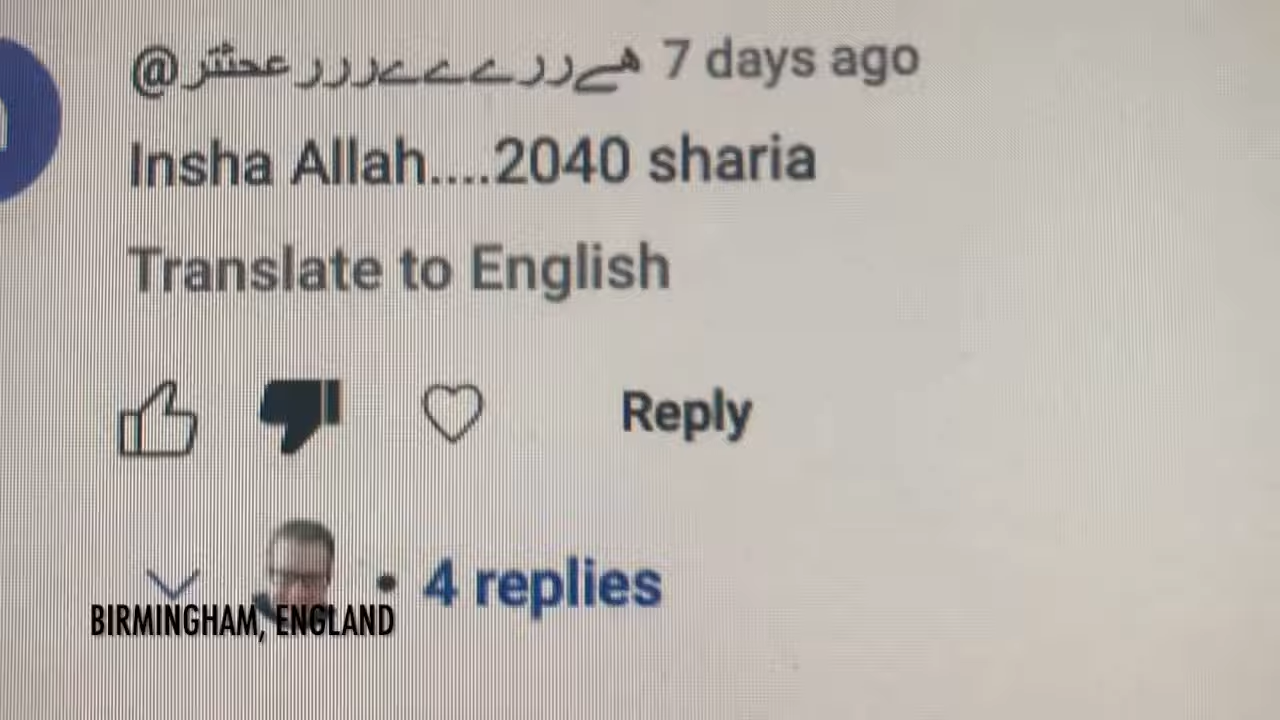 7 days ago
Insha Allah....2040 sharia
Translate to English
Reply
4 replies
BIRMINGHAM, ENGLAND